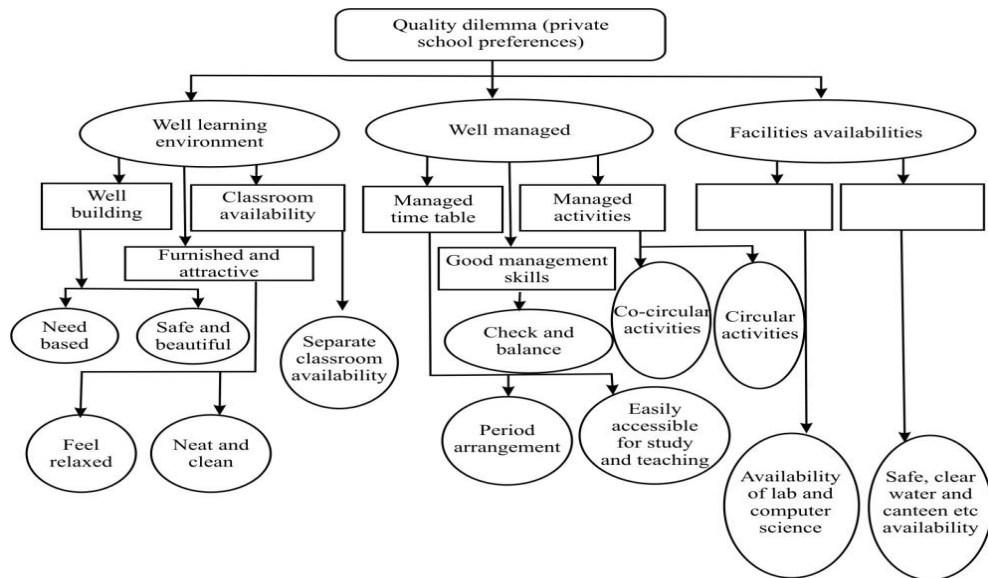 Quality dilemma (private
school preferences)
Well learning
environment
Well managed
Facilities availabilities
Well
building
Classroom
availability
Managed
time table
Managed
activities
Furnished and
attractive
Good management
skills
Need
based
Safe and
beautiful
Separate
classroom
availability
Check and
balance
Co-circular
activities
Circular
activities
Feel
relaxed
Neat and
clean
Period
arrangement
Easily
accessible
for study
and teaching
Availability
of lab and
computer
science
Safe, clear
water and
canteen etc
availability